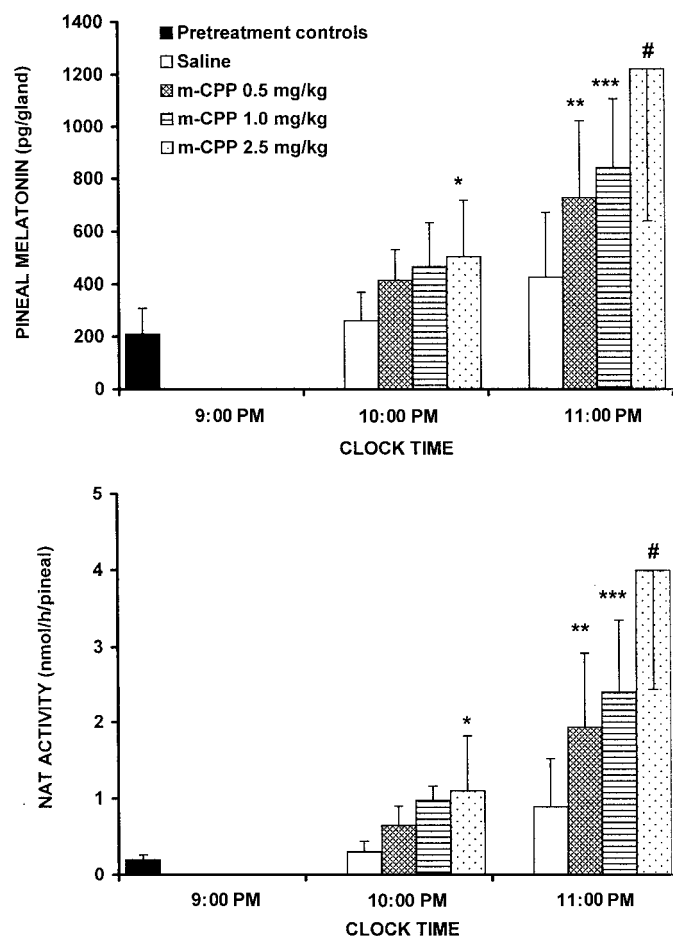 1400
1200
1000
800
600
400
200
0
PINEAL MELATONIN (pg/gland)
Pretreatment controls
Saline
m-CPP 0.5 mg/kg
m-CPP 1.0 mg/kg
m-CPP 2.5 mg/kg
*
**
***
#
9:00 PM 10:00 PM 11:00 PM
CLOCK TIME
5
4
3
2
1
0
NAT ACTIVITY (nmol/h/pineal)
*
**
***
#
9:00 PM 10:00 PM 11:00 PM
CLOCK TIME